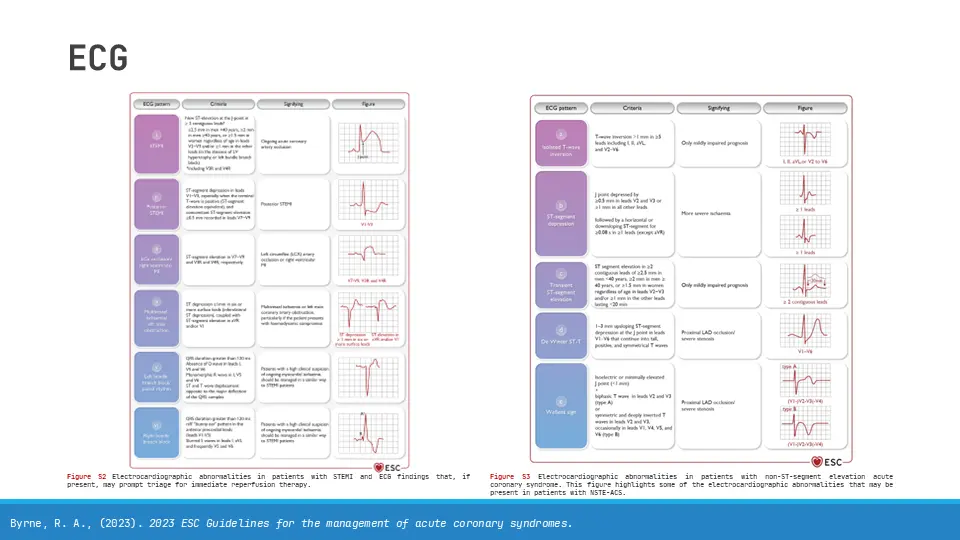 ECG
ECG pattern Criteria Signifying Figure
STEMI
New ST-elevation at the J point in
≥2 contiguous leads
≥2.5 mm in men <40 years, ≥2 mm
in men ≥40 years, or ≥1.5 mm in
women regardless of age in leads
V2–V3 and/or ≥1 mm in the other
leads (in the absence of LV
hypertrophy or left bundle branch
block)
*Including V3R and V4R
Ongoing acute coronary
artery occlusion
J point
Posterior
STEMI
ST-segment depression in leads
V1–V3, especially when the terminal
T-wave is positive (ST-segment
elevation equivalent), and
concomitant ST-segment elevation
≥0.5 mm recorded in leads V7–V9
Posterior STEMI
V1–V3
ST-segment elevation in V7–V9
and V3R and V4R, respectively
Left circumflex (LCX) artery
occlusion or right ventricular
MI
V7–V9, V3R and V4R
Multivessel
ischaemia/
left main
obstruction
ST depression ≥1 mm in six or
more surface leads (inferolateral
ST depression), coupled with
ST-segment elevation in aVR
and/or V1
Multivessel ischaemia or left main
coronary artery obstruction,
particularly if the patient presents
with haemodynamic compromise
ST depression
≥ 1 mm in six or
more surface leads
ST elevation in
aVR and/or V1
Left bundle
branch block
QRS duration greater than 120 ms
Absence of Q wave in leads I,
V5 and V6
Monomorphic R wave in I, V5
and V6
ST and T wave displacement
opposite to the major deflection
of the QRS complex
Patients with a high clinical suspicion
of ongoing myocardial ischaemia
should be managed in a similar way
to STEMI patients
Right bundle
branch block
QRS duration greater than 120 ms
rsR' "bunny ear" pattern in the
anterior precordial leads
(leads V1–V3)
Slurred S waves in leads I, aVL
and frequently V5 and V6
Patients with a high clinical suspicion
of ongoing myocardial ischaemia
should be managed in a similar way
to STEMI patients
ESC
Figure S2 Electrocardiographic abnormalities in patients with STEMI and ECG findings that, if
present, may prompt triage for immediate reperfusion therapy.
ECG pattern Criteria Signifying Figure
A
Isolated T-wave
inversion
T-wave inversion >1 mm in ≥5
leads including I, II, aVL,
and V2–V6
Only mildly impaired prognosis
I, II, aVL, or V2 to V6
B
ST-segment
depression
J point depressed by
≥0.5 mm in leads V2 and V3 or
≥1 mm in all other leads
followed by a horizontal or
downsloping ST-segment for
≥0.08 s in ≥1 leads (except aVR)
More severe ischaemia
≥ 1 leads
≥ 1 leads
C
Transient
ST-segment
elevation
ST segment elevation in ≥2
contiguous leads of ≥2.5 mm in
men <40 years, ≥2 mm in men ≥
40 years, or ≥1.5 mm in women
regardless of age in leads V2–V3
and/or ≥1 mm in the other leads
lasting <20 min
Only mildly impaired prognosis
≥ 2 contiguous leads
De Winter ST-T
1–3 mm upsloping ST-segment
depression at the J point in leads
V1–V6 that continue into tall,
positive, and symmetrical T waves
Proximal LAD occlusion/
severe stenosis
V1–V6
Wellens sign
Isoelectric or minimally elevated
J point (<1 mm)
+
biphasic T wave in leads V2 and V3
(type A)
or
symmetric and deeply inverted T
waves in leads V2 and V3,
occasionally in leads V1, V4, V5, and
V6 (type B)
Proximal LAD occlusion/
severe stenosis
type A
(V1-(V2-V3)-V4)
type B
(V1-(V2-V3)-V4)
ESC
Figure S3 Electrocardiographic abnormalities in patients with non-ST-segment elevation acute
coronary syndrome. This figure highlights some of the electrocardiographic abnormalities that may be
present in patients with NSTE-ACS.
Byrne, R. A., (2023). 2023 ESC Guidelines for the management of acute coronary syndromes.